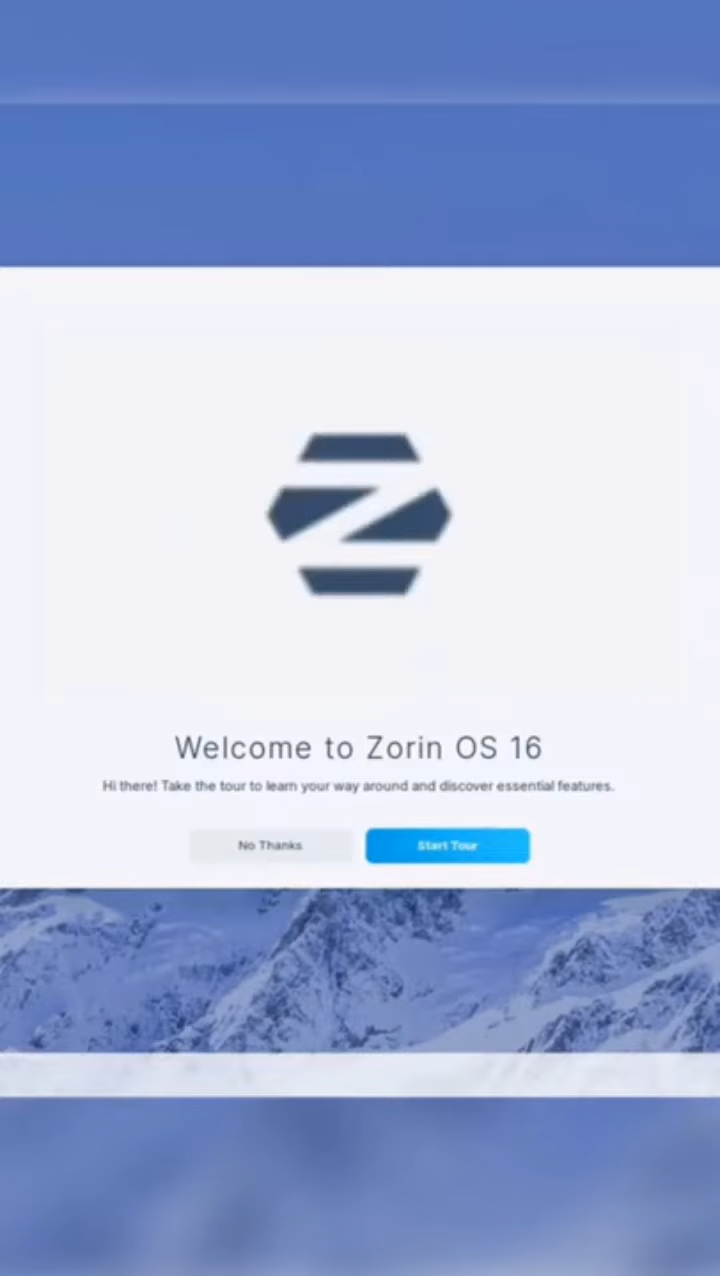 Welcome to Zorin OS 16
Hi there! Take the tour to learn your way around and discover essential features.
No Thanks
Start Tour